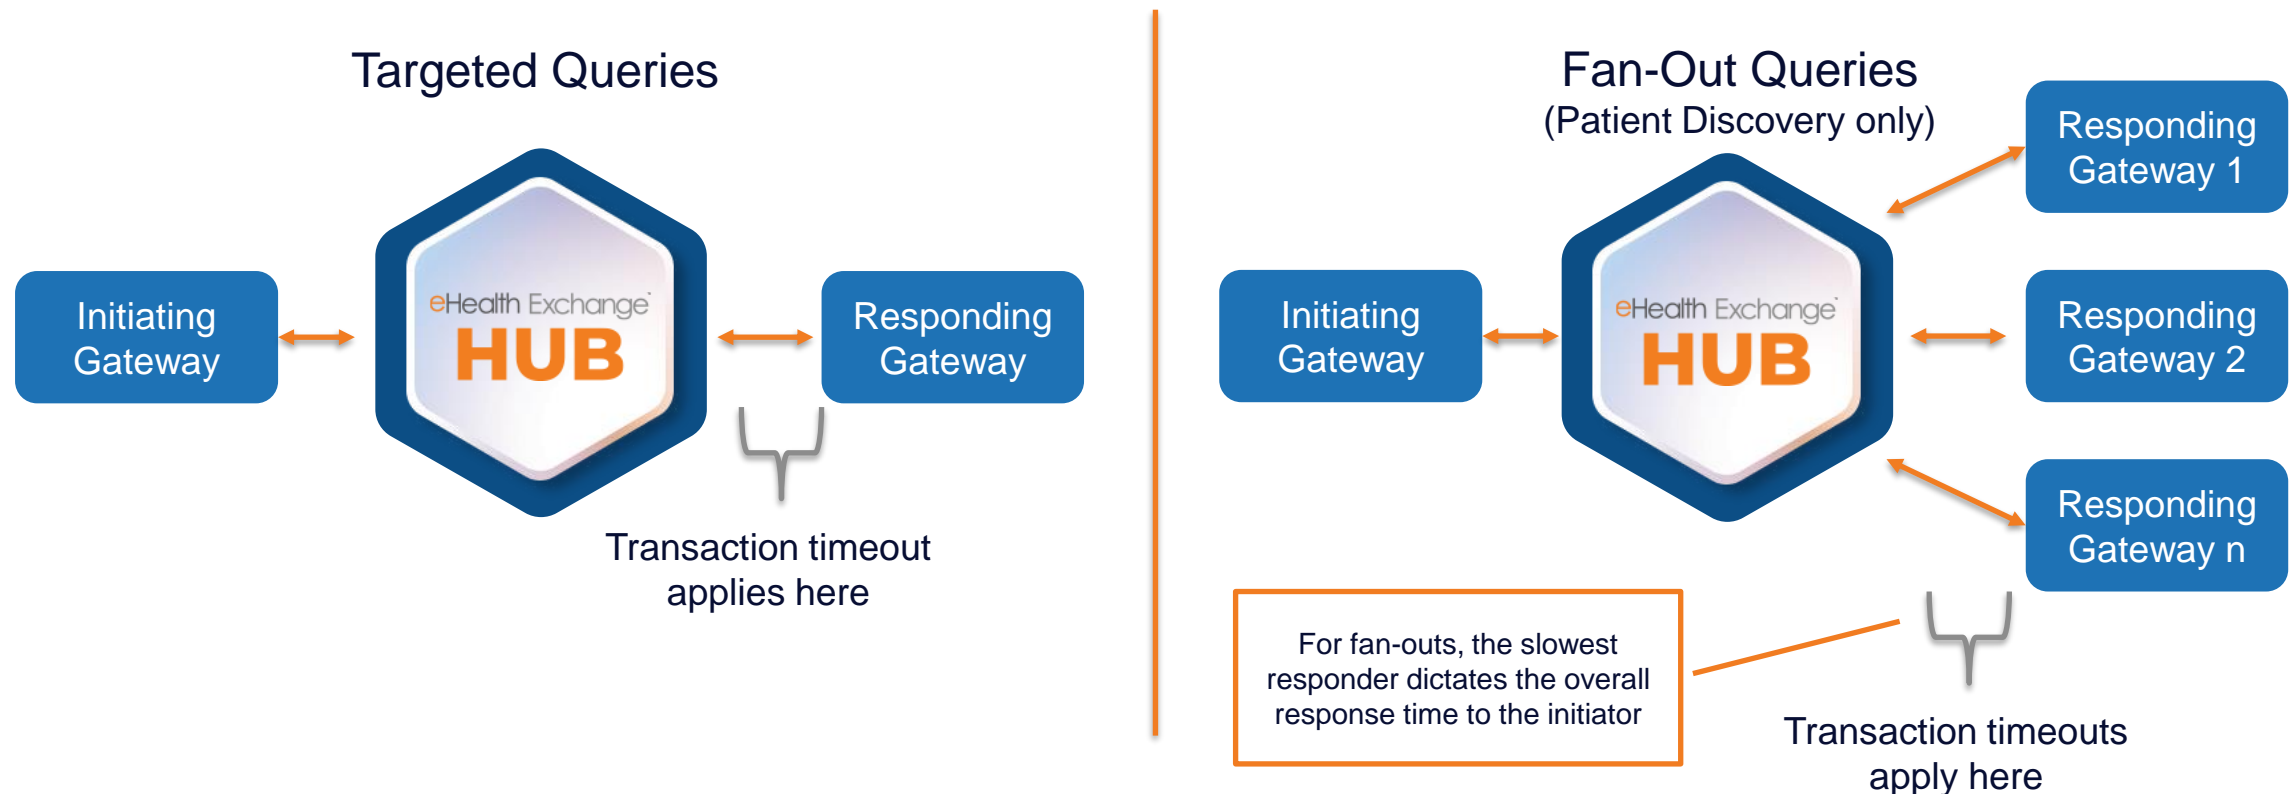 Targeted Queries
Initiating
Gateway
eHealth Exchange™
HUB
Responding
Gateway
Transaction timeout
applies here
Fan-Out Queries
(Patient Discovery only)
Initiating
Gateway
eHealth Exchange™
HUB
Responding
Gateway 1
Responding
Gateway 2
Responding
Gateway n
For fan-outs, the slowest
responder dictates the overall
response time to the initiator
Transaction timeouts
apply here